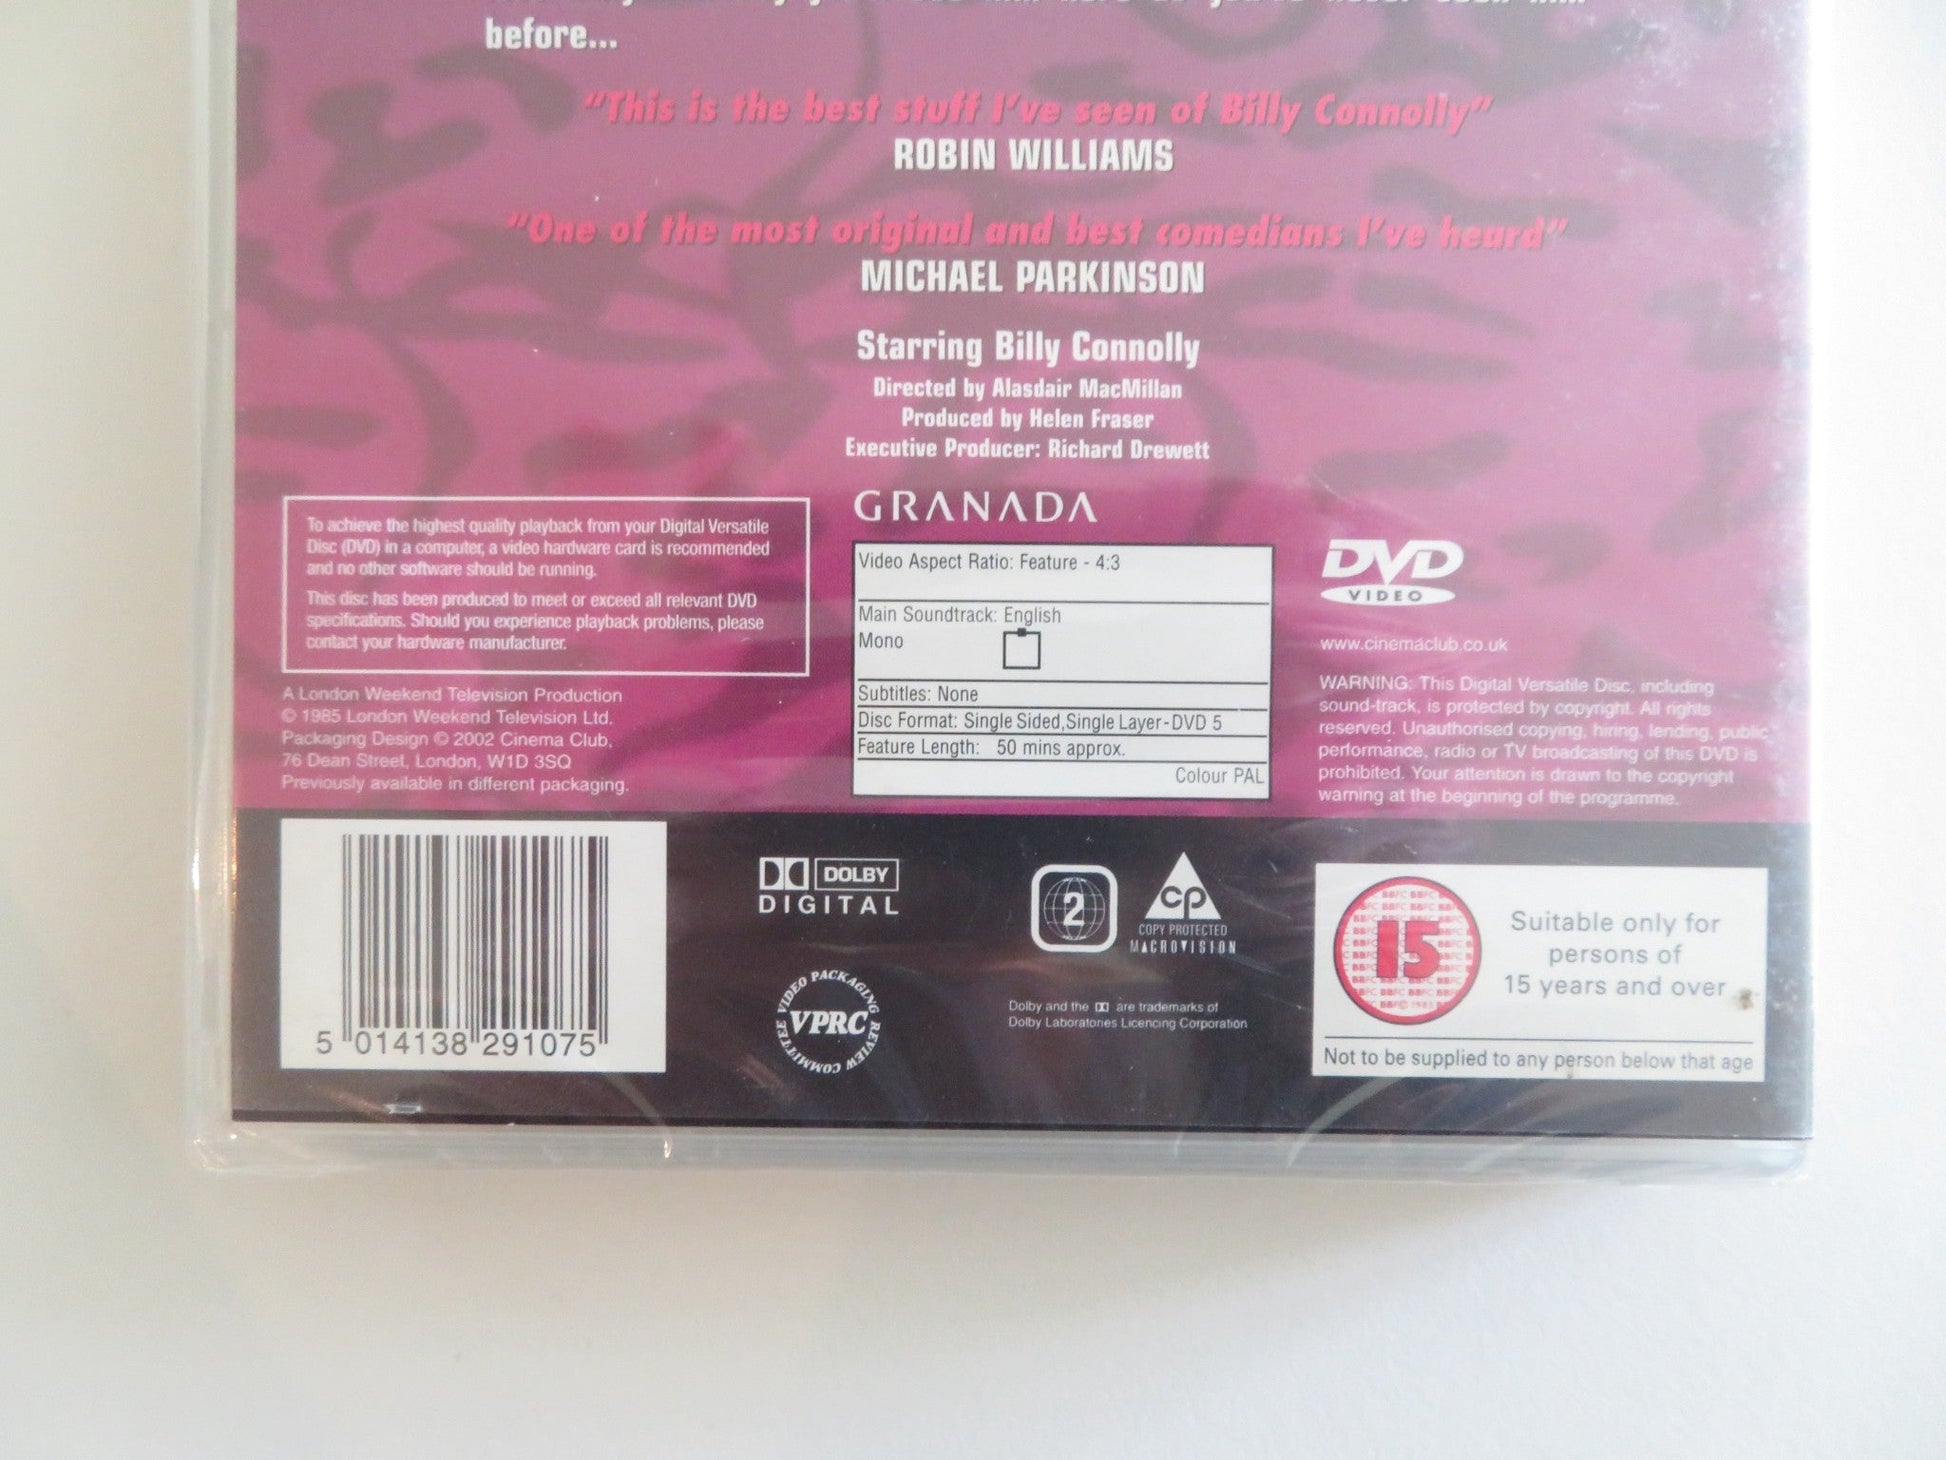 before...
"This is the best stuff I've seen of Billy Connolly"
ROBIN WILLIAMS
"One of the most original and best comedians I've heard"
MICHAEL PARKINSON
Starring Billy Connolly
Directed by Alasdair MacMillan
Produced by Helen Fraser
Executive Producer: Richard Drewett
GRANADA
To achieve the highest quality playback from your Digital Versatile
Disc (DVD) in a computer, a video hardware card is recommended
and no other software should be running.
This disc has been produced to meet or exceed all relevant DVD
specifications. Should you experience playback problems, please
contact your hardware manufacturer.
A London Weekend Television Production
© 1985 London Weekend Television Ltd.
Packaging Design © 2002 Cinema Club,
76 Dean Street, London, W1D 3SQ
Previously available in different packaging.
Video Aspect Ratio: Feature - 4:3
Main Soundtrack: English
Mono
Subtitles: None
Disc Format: Single Sided,Single Layer-DVD 5
Feature Length: 50 mins approx.
Colour PAL
DVD
VIDEO
www.cinemaclub.co.uk
WARNING: This Digital Versatile Disc, including
sound-track, is protected by copyright. All rights
reserved. Unauthorised copying, hiring, lending, public
performance, radio or TV broadcasting of this DVD is
prohibited. Your attention is drawn to the copyright
warning at the beginning of the programme.
5 014138 291075
DOLBY
DIGITAL
VIDEO PACKAGING REVIEW COMMITTEE
VPRC
2
CP
COPY PROTECTED
MACROVISION
Dolby and the are trademarks of
Dolby Laboratories Licencing Corporation
15
Suitable only for
persons of
15 years and over
Not to be supplied to any person below that age